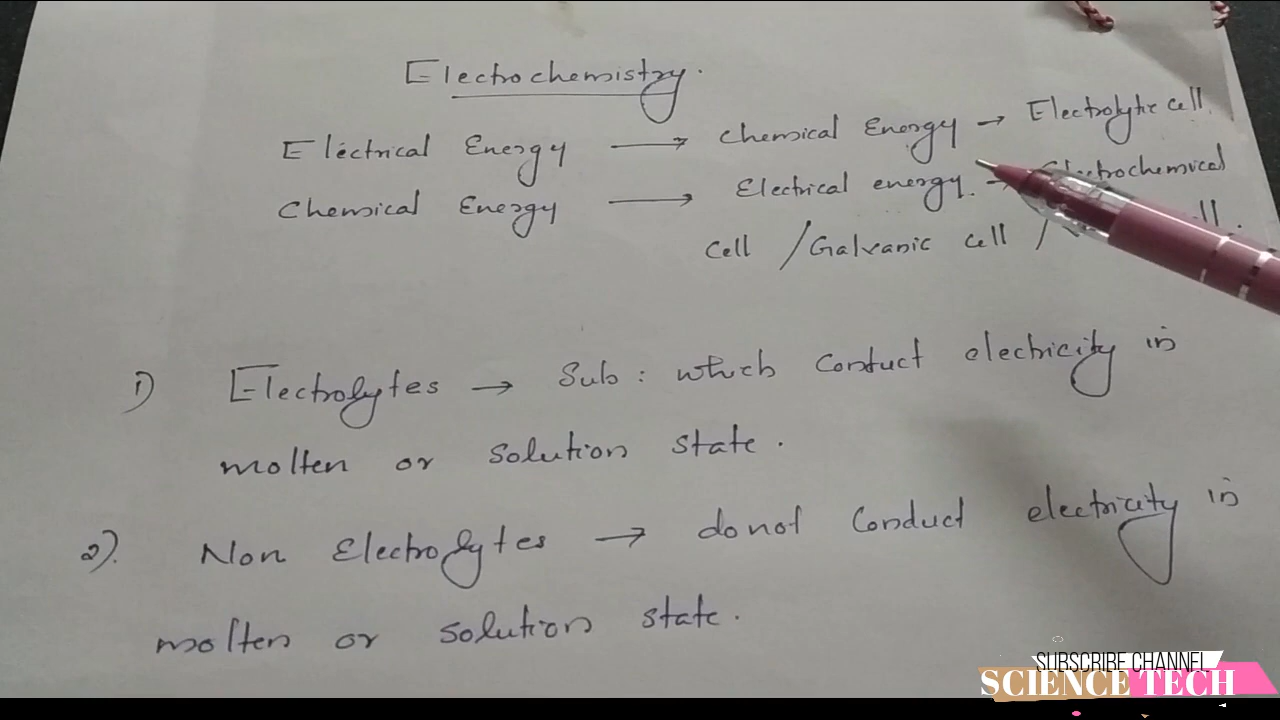 Electrochemistry.
Electrical Energy → Chemical Energy → Electrolytic cell.
Chemical Energy → Electrical energy. → Electrochemical
cell / Galvanic cell /
1) Electrolytes → Sub: which conduct electricity in
molten or solution state.
2). Non Electrolytes → do not conduct electricity in
molten or solution state.
SUBSCRIBE CHANNEL
SCIENCE TECH